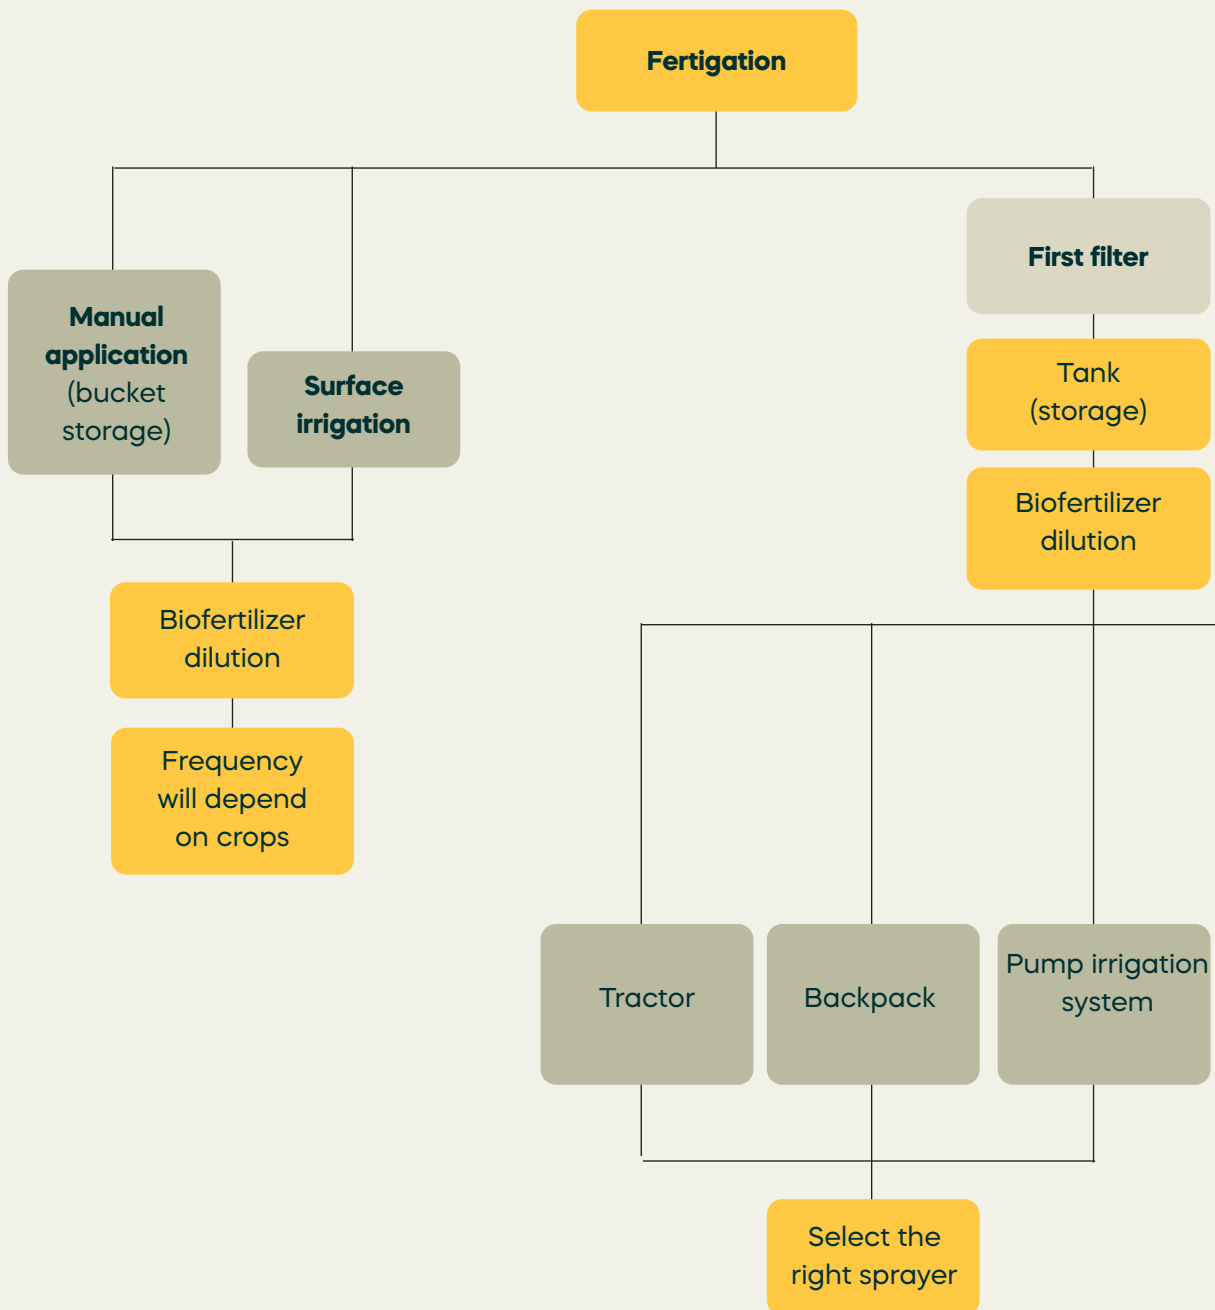 Fertigation
First filter
Manual
application
(bucket
storage)
Surface
irrigation
Tank
(storage)
Biofertilizer
dilution
Biofertilizer
dilution
Frequency
will depend
on crops
Tractor
Backpack
Pump irrigation
system
Select the
right sprayer